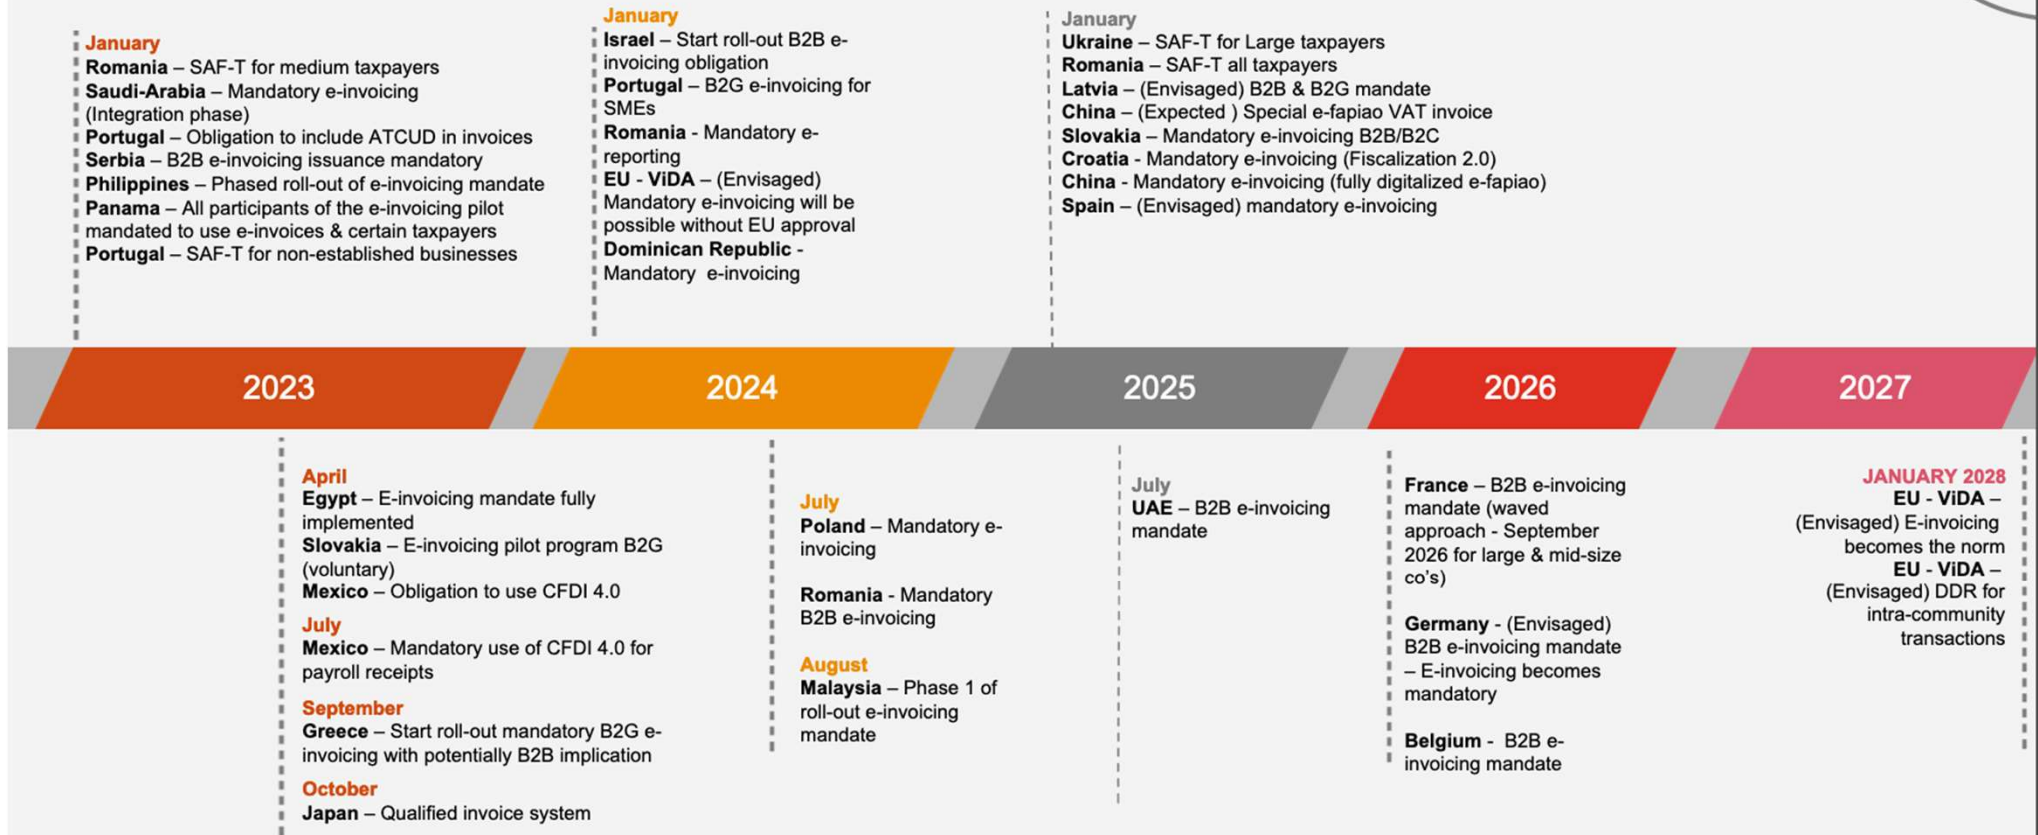 January
Romania – SAF-T for medium taxpayers
Saudi-Arabia – Mandatory e-invoicing
(Integration phase)
Portugal – Obligation to include ATCUD in invoices
Serbia – B2B e-invoicing issuance mandatory
Philippines – Phased roll-out of e-invoicing mandate
Panama – All participants of the e-invoicing pilot
mandated to use e-invoices & certain taxpayers
Portugal – SAF-T for non-established businesses
January
Israel – Start roll-out B2B e-
invoicing obligation
Portugal – B2G e-invoicing for
SMEs
Romania - Mandatory e-
reporting
EU - ViDA – (Envisaged)
Mandatory e-invoicing will be
possible without EU approval
Dominican Republic -
Mandatory e-invoicing
January
Ukraine – SAF-T for Large taxpayers
Romania – SAF-T all taxpayers
Latvia – (Envisaged) B2B & B2G mandate
China – (Expected ) Special e-fapiao VAT invoice
Slovakia – Mandatory e-invoicing B2B/B2C
Croatia - Mandatory e-invoicing (Fiscalization 2.0)
China - Mandatory e-invoicing (fully digitalized e-fapiao)
Spain – (Envisaged) mandatory e-invoicing
2023
2024
2025
2026
2027
April
Egypt – E-invoicing mandate fully
implemented
Slovakia – E-invoicing pilot program B2G
(voluntary)
Mexico – Obligation to use CFDI 4.0
July
Mexico – Mandatory use of CFDI 4.0 for
payroll receipts
September
Greece – Start roll-out mandatory B2G e-
invoicing with potentially B2B implication
October
Japan – Qualified invoice system
July
Poland – Mandatory e-
invoicing
Romania - Mandatory
B2B e-invoicing
August
Malaysia – Phase 1 of
roll-out e-invoicing
mandate
July
UAE – B2B e-invoicing
mandate
France – B2B e-invoicing
mandate (waved
approach - September
2026 for large & mid-size
co's)
Germany - (Envisaged)
B2B e-invoicing mandate
– E-invoicing becomes
mandatory
Belgium - B2B e-
invoicing mandate
JANUARY 2028
EU - ViDA –
(Envisaged) E-invoicing
becomes the norm
EU - ViDA –
(Envisaged) DDR for
intra-community
transactions